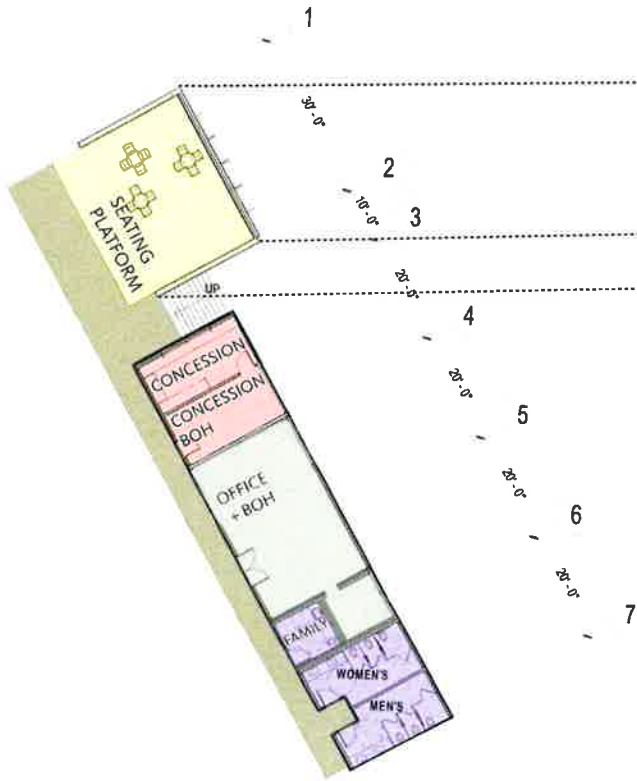 1
30'-0"
2
10'-0"
3
20'-0"
4
20'-0"
5
20'-0"
6
20'-0"
7
SEATING
PLATFORM
UP
CONCESSION
CONCESSION
BOH
OFFICE
+ BOH
FAMILY
WOMEN'S
MEN'S